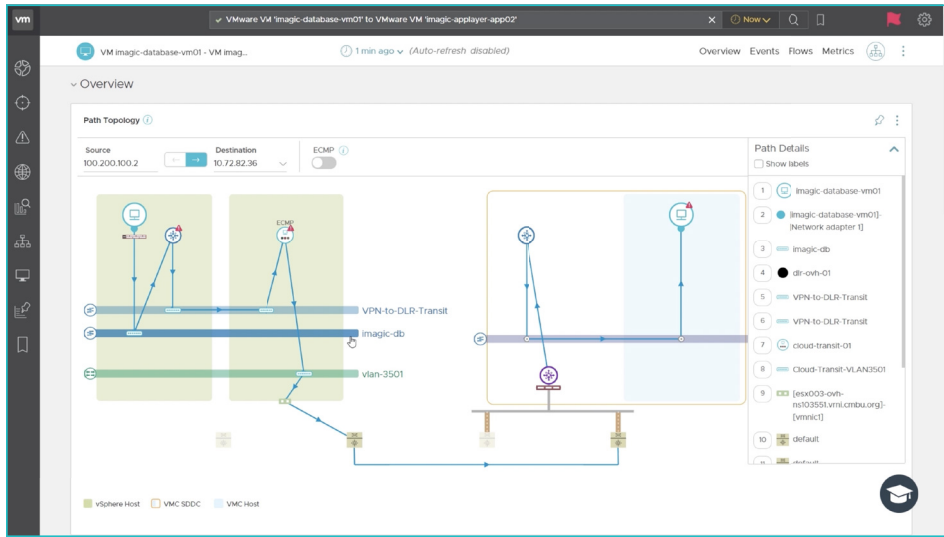 vm
VMware VM 'imagic-database-vm01' to VMware VM 'imagic-applayer-app02'
Now
VM imagic-database-vm01 - VM imag...
1 min ago (Auto-refresh disabled)
Overview Events Flows Metrics
Overview
Path Topology
Source
100.200.100.2
Destination
10.72.82.36
ECMP
Path Details
Show labels
ECMP
VPN-to-DLR-Transit
imagic-db
vlan-3501
1 imagic-database-vm01
2 [imagic-database-vm01]-
[Network adapter 1]
3 imagic-db
4 dlr-ovh-01
5 VPN-to-DLR-Transit
6 VPN-to-DLR-Transit
7 cloud-transit-01
8 Cloud-Transit-VLAN3501
9 [esx003-ovh-
ns103551.vrni.cmbu.org]-
[vmnic1]
10 default
11 default
vSphere Host VMC SDDC VMC Host